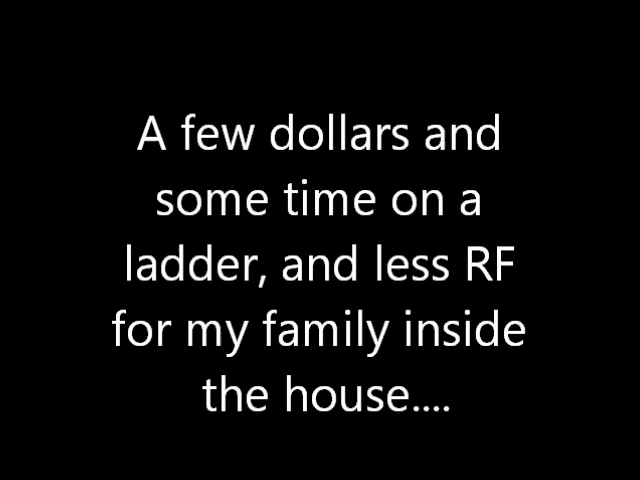 A few dollars and
some time on a
ladder, and less RF
for my family inside
the house....